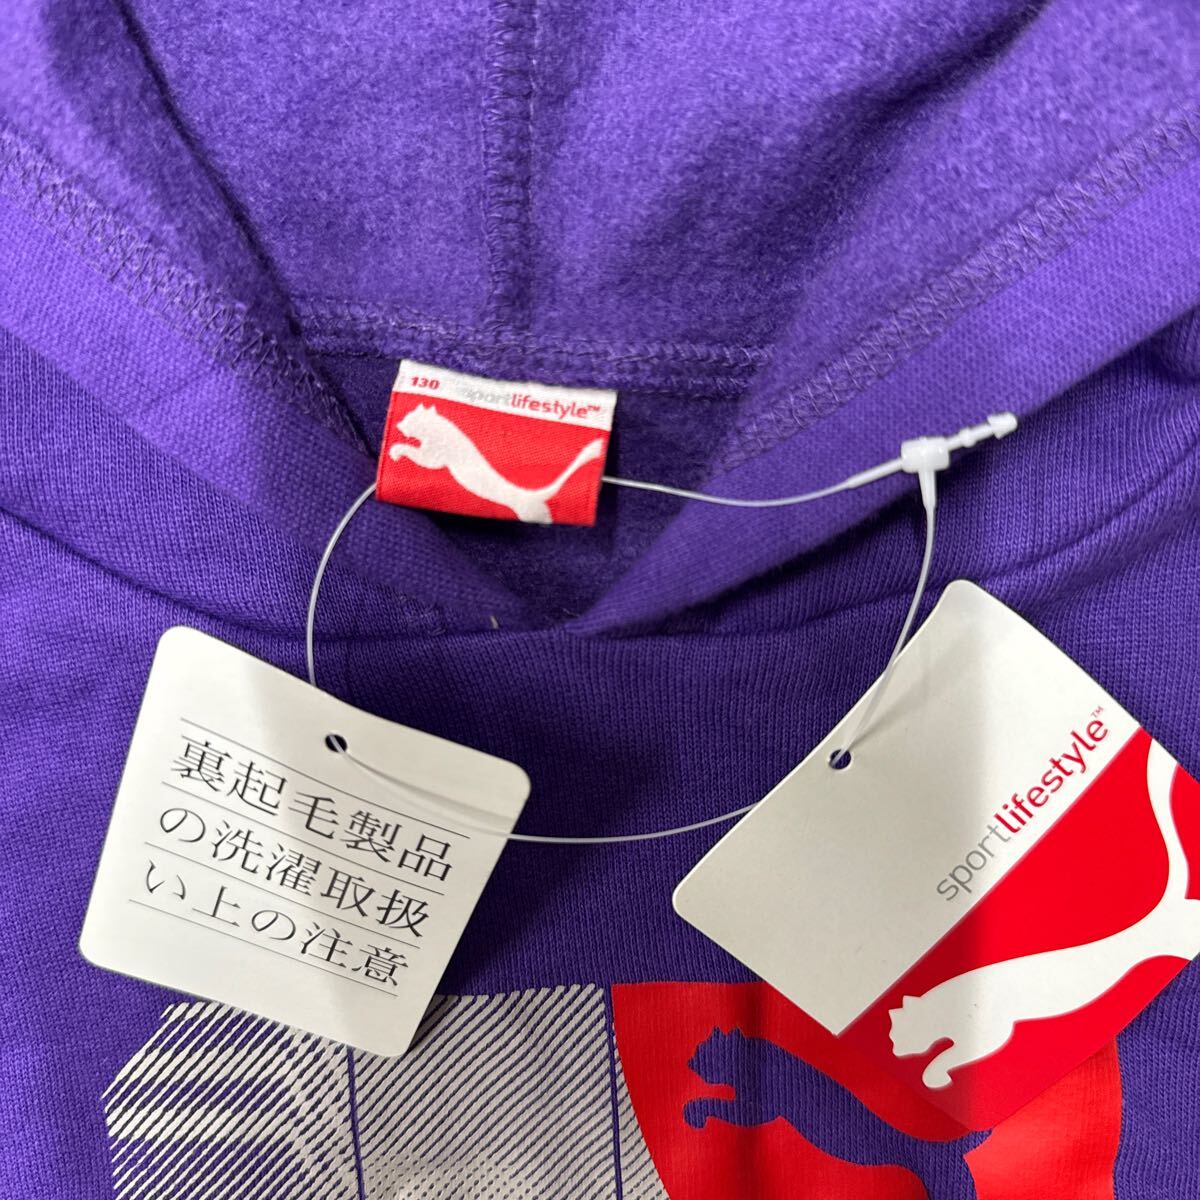 130
sportlifestyle™
裏起毛製品
の洗濯取扱
い上の注意
sportlifestyle™